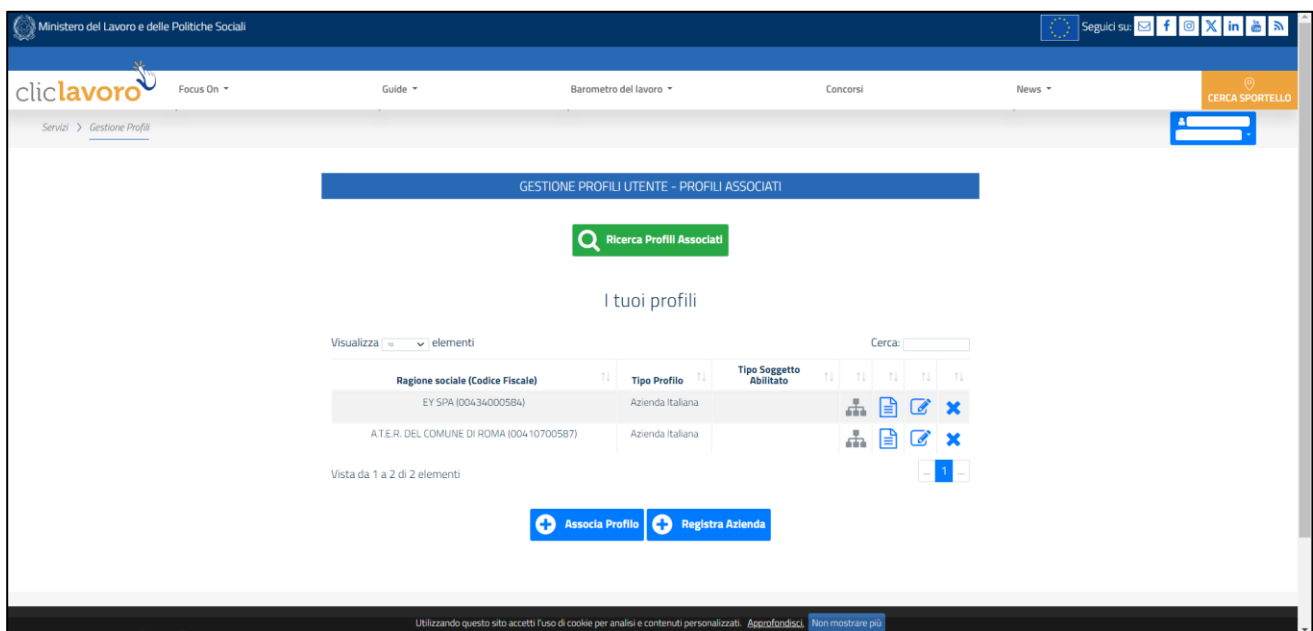 Ministero del Lavoro e delle Politiche Sociali
Seguici su:
cliclavoro
Focus On
Guide
Barometro del lavoro
Concorsi
News
CERCA SPORTELLO
Servizi > Gestione Profili
GESTIONE PROFILI UTENTE - PROFILI ASSOCIATI
Ricerca Profili Associati
I tuoi profili
Visualizza elementi
Cerca:
Ragione sociale (Codice Fiscale) Tipo Profilo Tipo Soggetto Abilitato
EY SPA (00434000584) Azienda Italiana
A.T.E.R. DEL COMUNE DI ROMA (00410700587) Azienda Italiana
Vista da 1 a 2 di 2 elementi
... 1 ...
Associa Profilo
Registra Azienda
Utilizzando questo sito accetti l'uso di cookie per analisi e contenuti personalizzati. Approfondisci. Non mostrare più